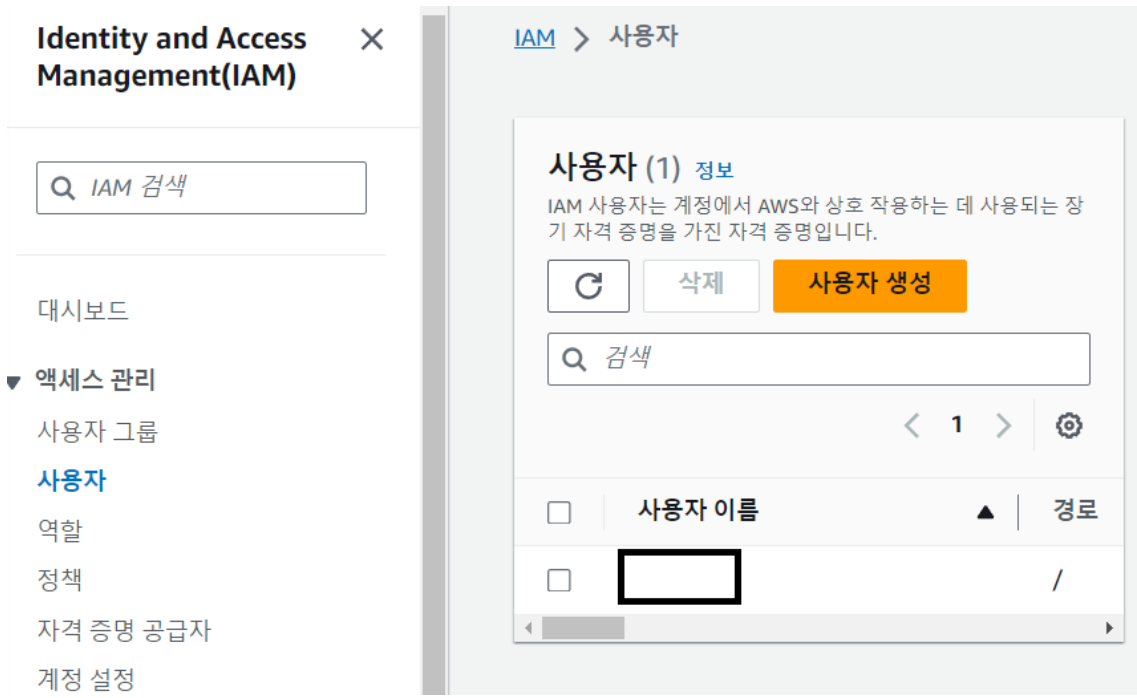 Identity and Access
Management(IAM)
IAM 검색
대시보드
액세스 관리
사용자 그룹
사용자
역할
정책
자격 증명 공급자
계정 설정
IAM > 사용자
사용자 (1) 정보
IAM 사용자는 계정에서 AWS와 상호 작용하는 데 사용되는 장
기 자격 증명을 가진 자격 증명입니다.
삭제 사용자 생성
검색
1
사용자 이름 경로
/